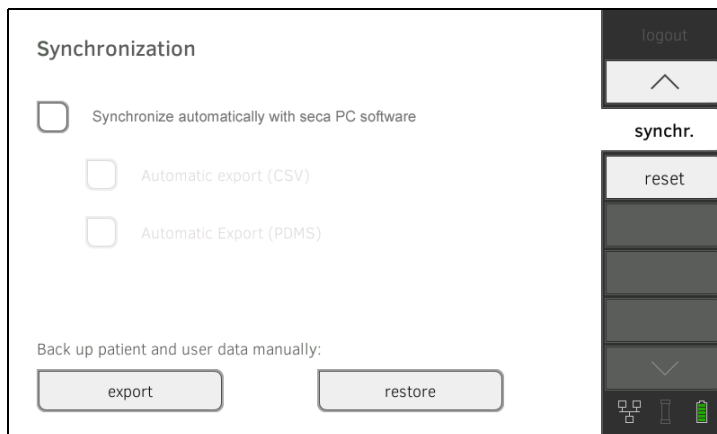 Synchronization
Synchronize automatically with seca PC software
Automatic export (CSV)
Automatic Export (PDMS)
Back up patient and user data manually:
export
restore
logout
synchr.
reset